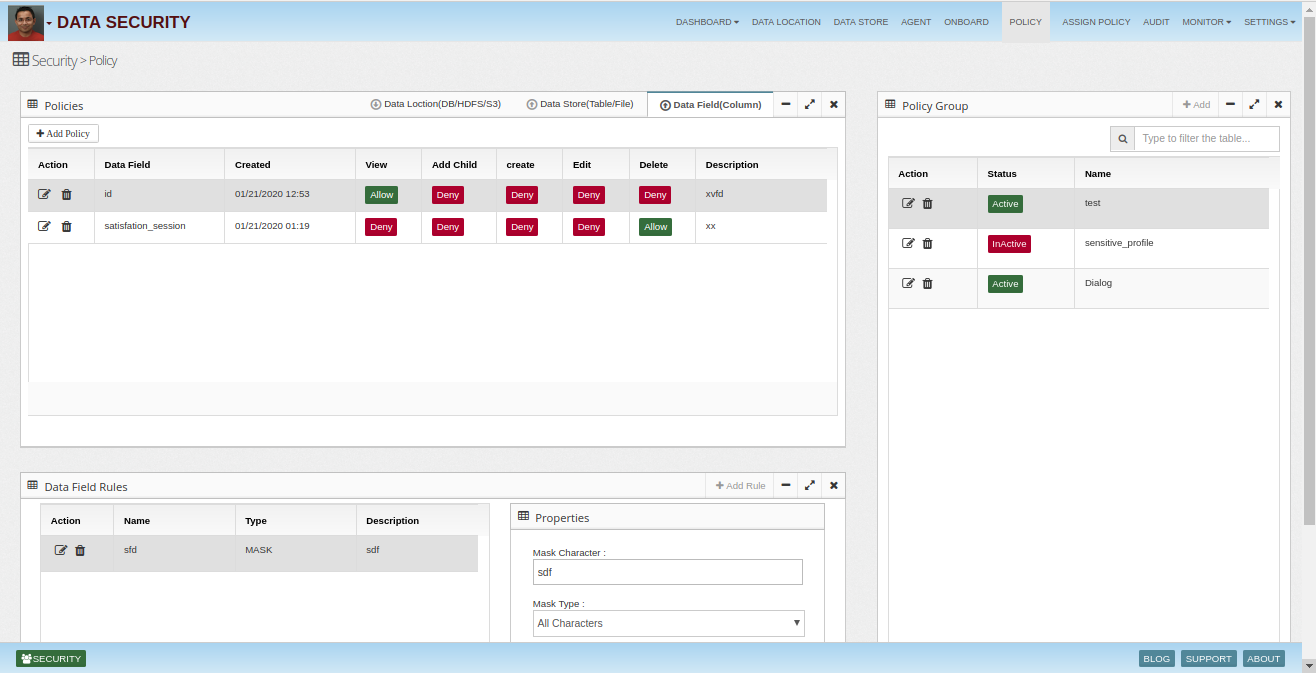 DATA SECURITY DASHBOARD DATA LOCATION DATA STORE AGENT ONBOARD POLICY ASSIGN POLICY AUDIT MONITOR SETTINGS
Security > Policy
Policies Data Loction(DB/HDFS/S3) Data Store(Table/File) Data Field(Column)
Add Policy
Action Data Field Created View Add Child create Edit Delete Description
id 01/21/2020 12:53 Allow Deny Deny Deny Deny xvfd
satisfation_session 01/21/2020 01:19 Deny Deny Deny Deny Allow xx
Policy Group Add
Type to filter the table...
Action Status Name
Active test
InActive sensitive_profile
Active Dialog
Data Field Rules Add Rule
Action Name Type Description
sfd MASK sdf
Properties
Mask Character :
sdf
Mask Type :
All Characters
SECURITY BLOG SUPPORT ABOUT